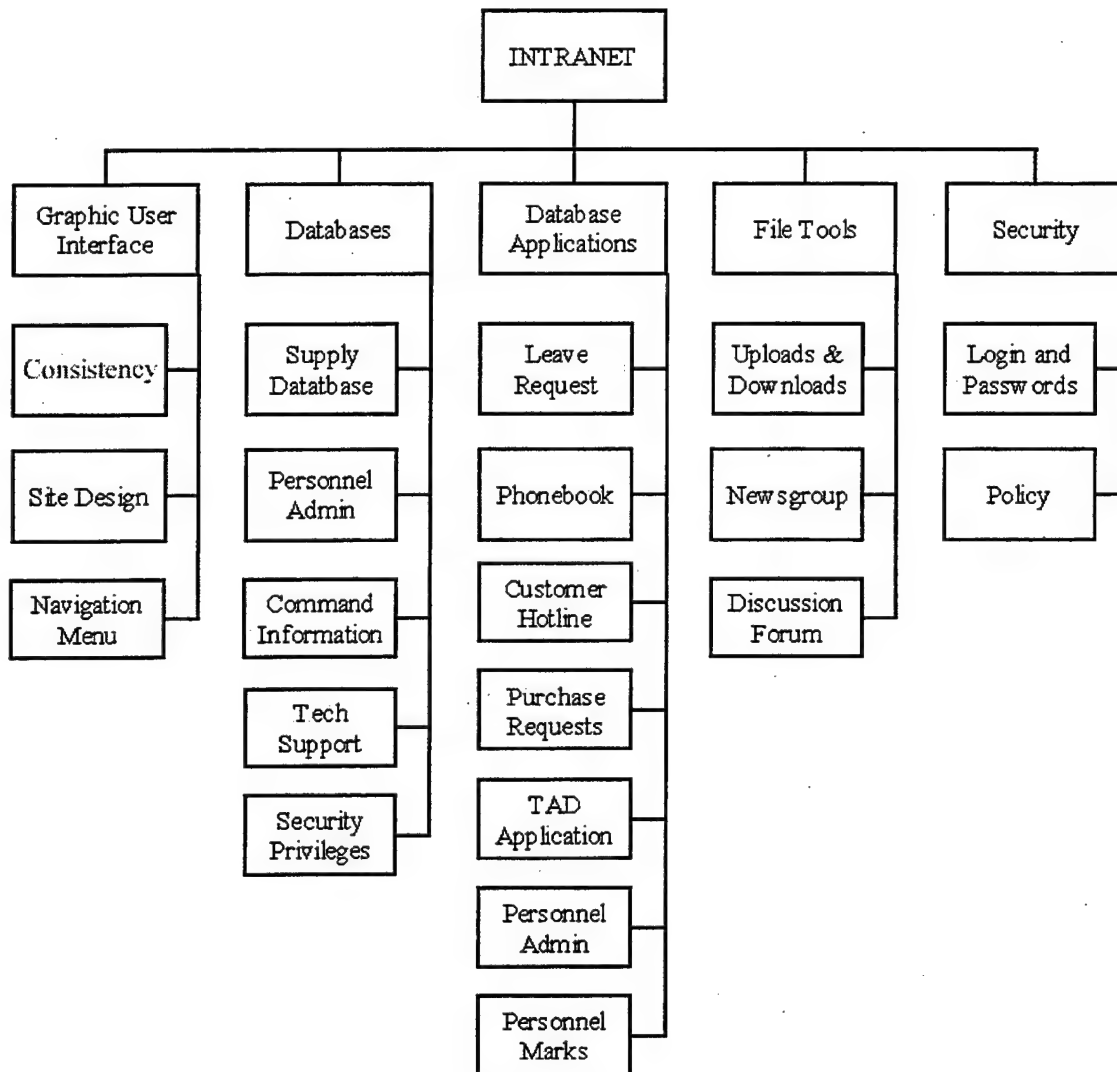 INTRANET
Graphic User
Interface
Databases
Database
Applications
File Tools
Security
Consistency
Site Design
Navigation
Menu
Supply
Datatbase
Personnel
Admin
Command
Information
Tech
Support
Security
Privileges
Leave
Request
Phonebook
Customer
Hotline
Purchase
Requests
TAD
Application
Personnel
Admin
Personnel
Marks
Uploads &
Downloads
Newsgroup
Discussion
Forum
Login and
Passwords
Policy